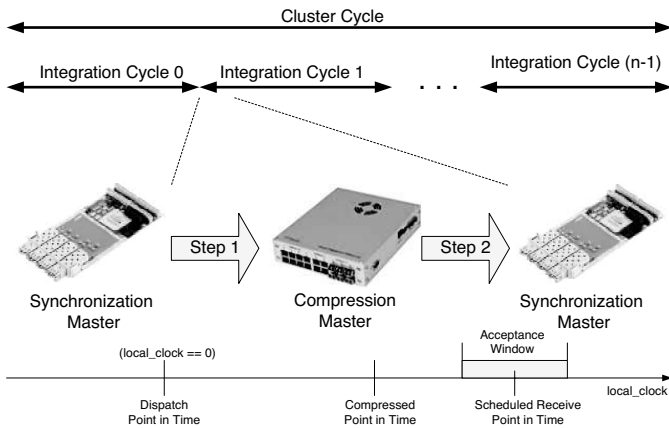 Cluster Cycle
Integration Cycle 0
Integration Cycle 1
. . .
Integration Cycle (n-1)
Step 1
Step 2
Synchronization
Master
Compression
Master
Synchronization
Master
(local_clock == 0)
Acceptance
Window
local_clock
Dispatch
Point in Time
Compressed
Point in Time
Scheduled Receive
Point in Time